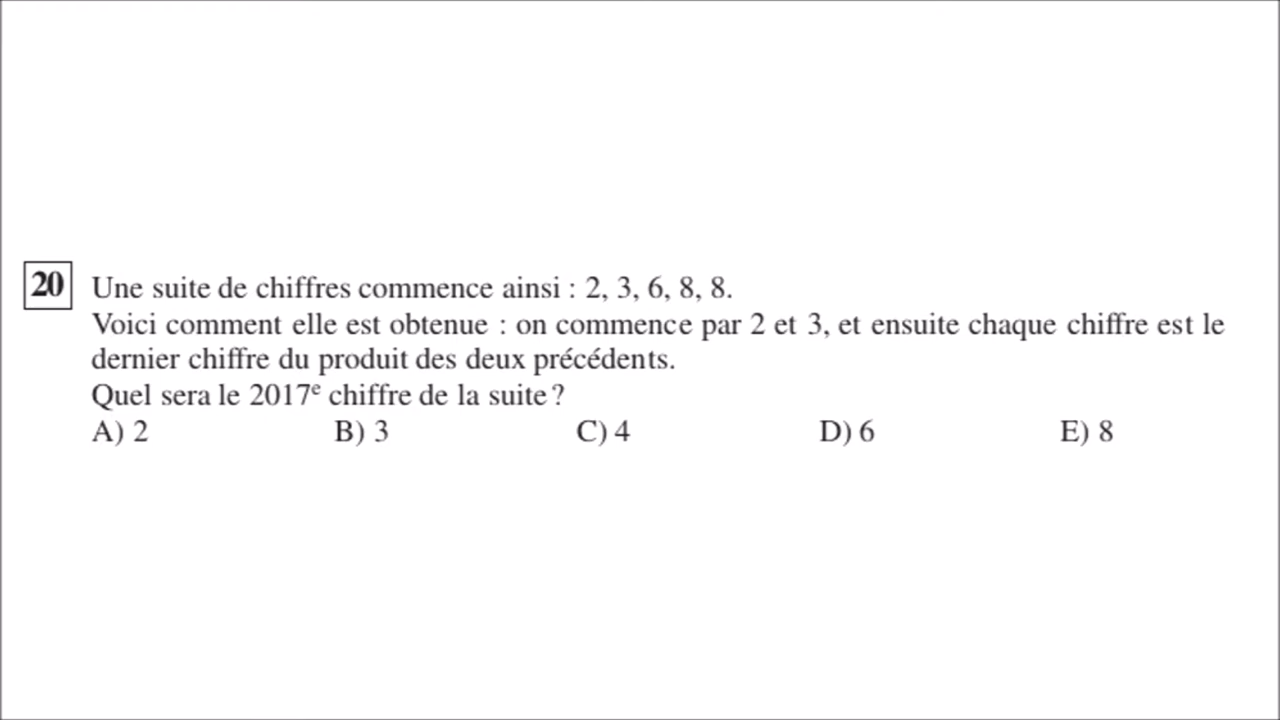 20 Une suite de chiffres commence ainsi : 2, 3, 6, 8, 8.
Voici comment elle est obtenue : on commence par 2 et 3, et ensuite chaque chiffre est le
dernier chiffre du produit des deux précédents.
Quel sera le 2017ᵉ chiffre de la suite ?
A) 2 B) 3 C) 4 D) 6 E) 8